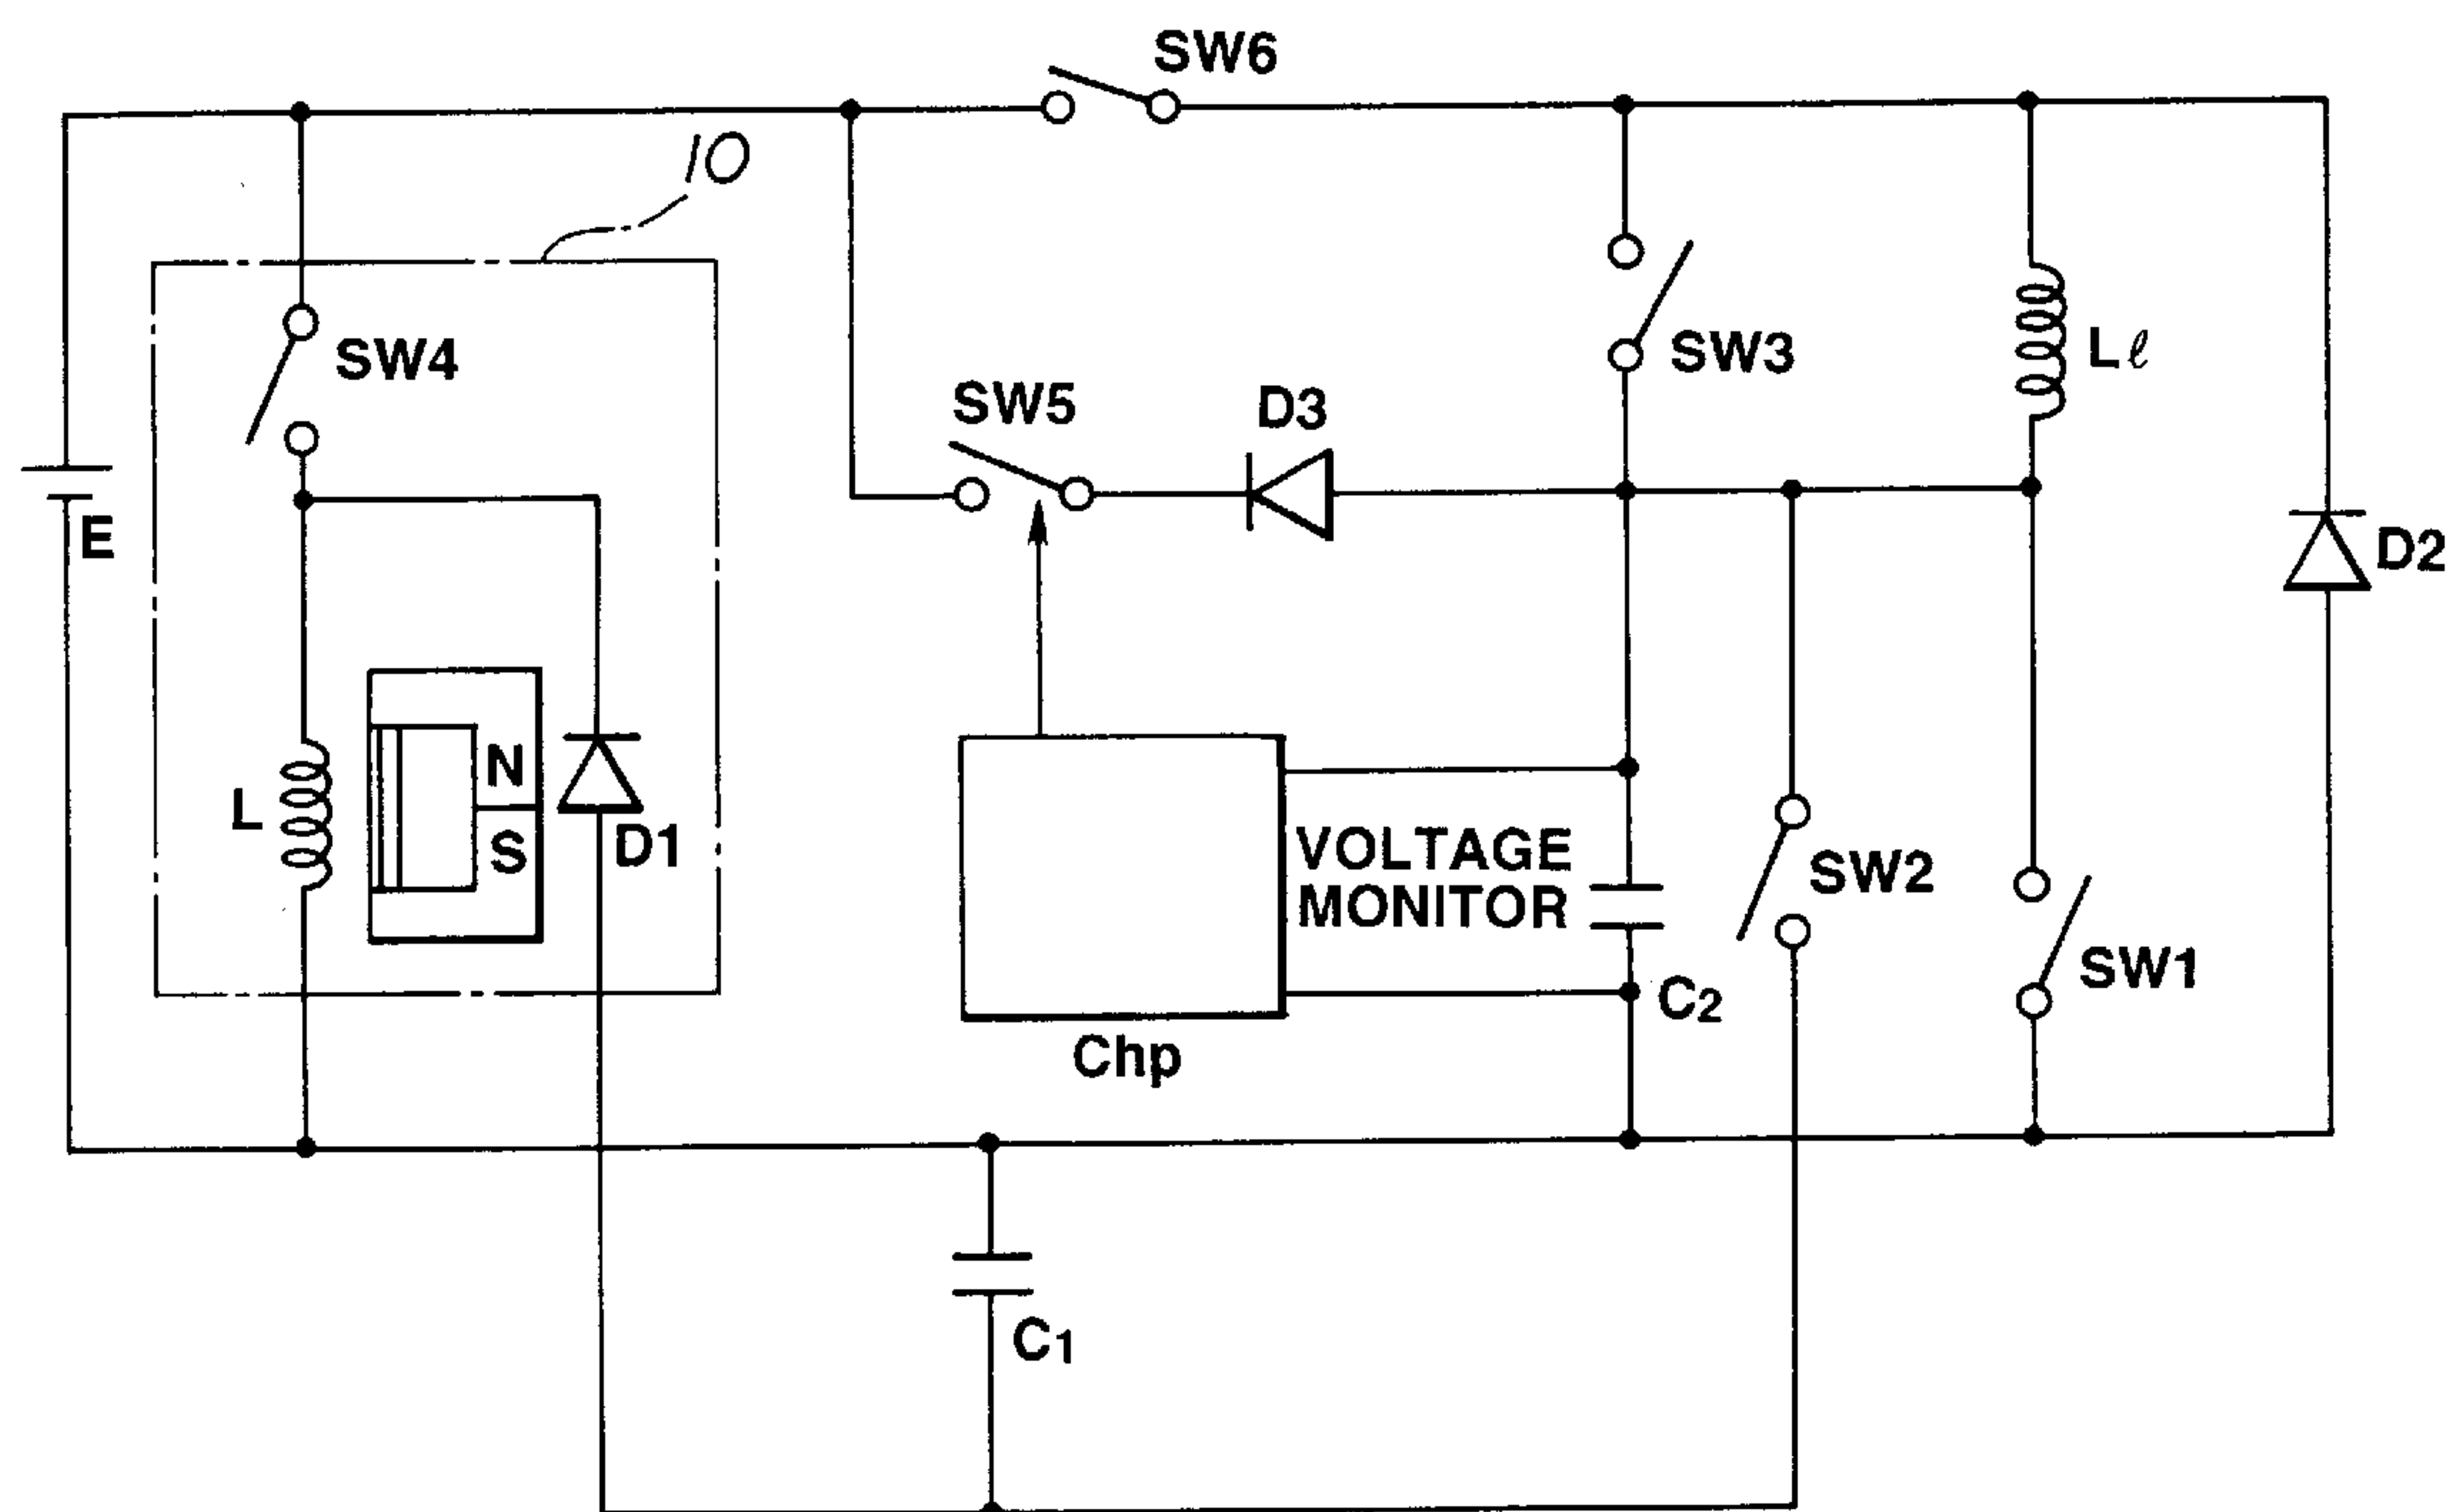 SW6
10
SW4
SW3
Lℓ
SW5
D3
E
D2
L
N
S
D1
VOLTAGE
MONITOR
SW2
SW1
C2
Chp
C1